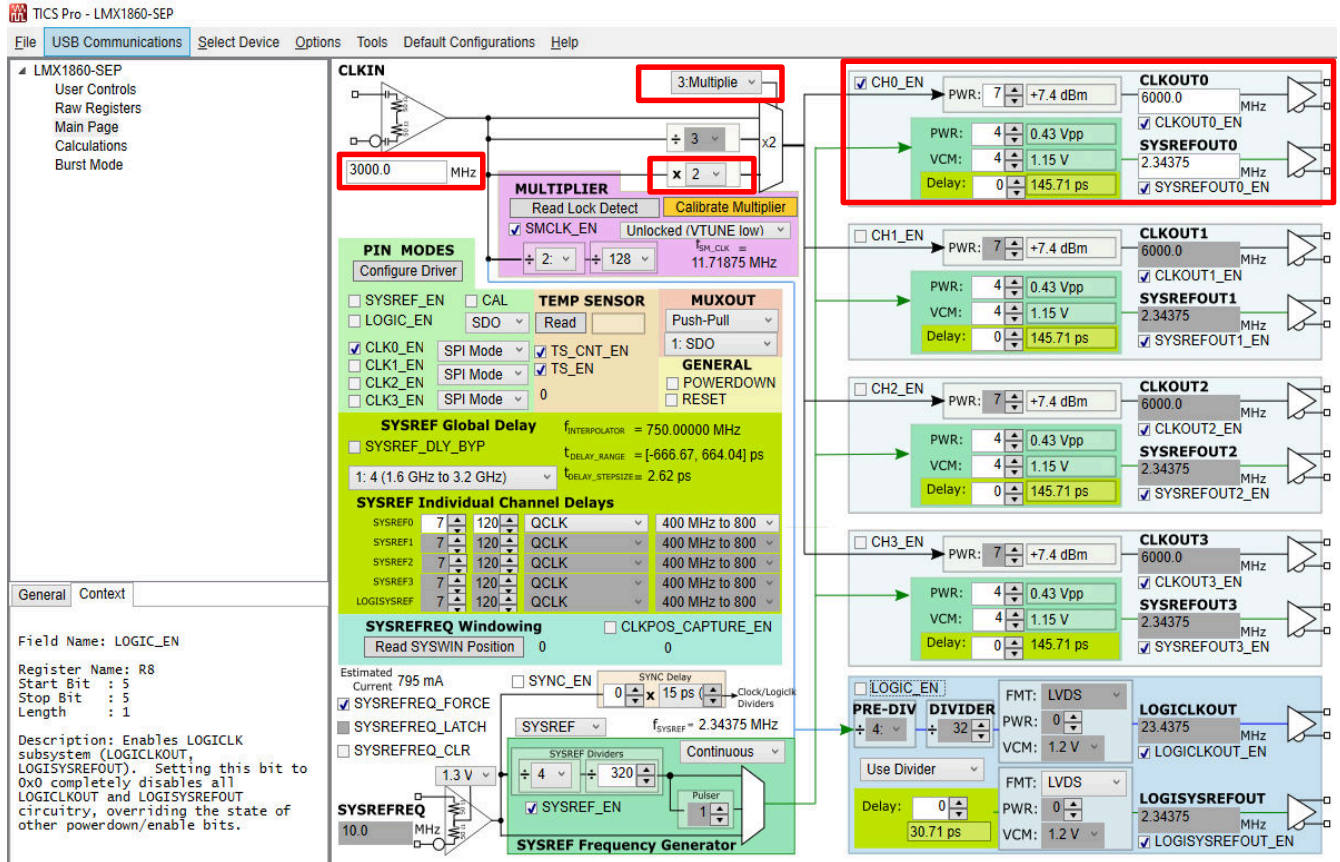 TICS Pro - LMX1860-SEP
File USB Communications Select Device Options Tools Default Configurations Help
LMX1860-SEP
User Controls
Raw Registers
Main Page
Calculations
Burst Mode
General Context
Field Name: LOGIC_EN
Register Name: R8
Start Bit : 5
Stop Bit : 5
Length : 1
Description: Enables LOGICLK
subsystem (LOGICLKOUT,
LOGISYSREFOUT). Setting this bit to
0x0 completely disables all
LOGICLKOUT and LOGISYSREFOUT
circuitry, overriding the state of
other powerdown/enable bits.
CLKIN
50 Ω
50 Ω
3000.0 MHz
3:Multiplie
÷ 3
x 2
x2
MULTIPLIER
Read Lock Detect Calibrate Multiplier
SMCLK_EN Unlocked (VTUNE low)
÷ 2: ÷ 128
tSM_CLK =
11.71875 MHz
PIN MODES
Configure Driver
SYSREF_EN CAL
LOGIC_EN SDO
CLK0_EN SPI Mode
CLK1_EN SPI Mode
CLK2_EN
CLK3_EN SPI Mode
TEMP SENSOR
Read
TS_CNT_EN
TS_EN
0
MUXOUT
Push-Pull
1: SDO
GENERAL
POWERDOWN
RESET
SYSREF Global Delay
SYSREF_DLY_BYP
1: 4 (1.6 GHz to 3.2 GHz)
fINTERPOLATOR = 750.00000 MHz
tDELAY_RANGE = [-666.67, 664.04] ps
tDELAY_STEPSIZE = 2.62 ps
SYSREF Individual Channel Delays
SYSREF0 7 120 QCLK 400 MHz to 800
SYSREF1 7 120 QCLK 400 MHz to 800
SYSREF2 7 120 QCLK 400 MHz to 800
SYSREF3 7 120 QCLK 400 MHz to 800
LOGISYSREF 7 120 QCLK 400 MHz to 800
SYSREFREQ Windowing CLKPOS_CAPTURE_EN
Read SYSWIN Position 0 0
Estimated
Current 795 mA
SYSREFREQ_FORCE
SYSREFREQ_LATCH
SYSREFREQ_CLR
SYNC_EN
SYNC Delay
0 x 15 ps (
Clock/Logiclk
Dividers
SYSREF
fSYSREF = 2.34375 MHz
1.3 V
SYSREFREQ
10.0 MHz
50 Ω
50 Ω
SYSREF Dividers
÷ 4 ÷ 320
SYSREF_EN
Continuous
Pulser
1
SYSREF Frequency Generator
CH0_EN
PWR: 7 +7.4 dBm
CLKOUT0
6000.0 MHz
CLKOUT0_EN
PWR: 4 0.43 Vpp
VCM: 4 1.15 V
Delay: 0 145.71 ps
SYSREFOUT0
2.34375 MHz
SYSREFOUT0_EN
CH1_EN
PWR: 7 +7.4 dBm
CLKOUT1
6000.0 MHz
CLKOUT1_EN
PWR: 4 0.43 Vpp
VCM: 4 1.15 V
Delay: 0 145.71 ps
SYSREFOUT1
2.34375 MHz
SYSREFOUT1_EN
CH2_EN
PWR: 7 +7.4 dBm
CLKOUT2
6000.0 MHz
CLKOUT2_EN
PWR: 4 0.43 Vpp
VCM: 4 1.15 V
Delay: 0 145.71 ps
SYSREFOUT2
2.34375 MHz
SYSREFOUT2_EN
CH3_EN
PWR: 7 +7.4 dBm
CLKOUT3
6000.0 MHz
CLKOUT3_EN
PWR: 4 0.43 Vpp
VCM: 4 1.15 V
Delay: 0 145.71 ps
SYSREFOUT3
2.34375 MHz
SYSREFOUT3_EN
LOGIC_EN
PRE-DIV DIVIDER
÷ 4: ÷ 32
Use Divider
FMT: LVDS
PWR: 0
VCM: 1.2 V
LOGICLKOUT
23.4375 MHz
LOGICLKOUT_EN
Delay: 0
30.71 ps
FMT: LVDS
PWR: 0
VCM: 1.2 V
LOGISYSREFOUT
2.34375 MHz
LOGISYSREFOUT_EN